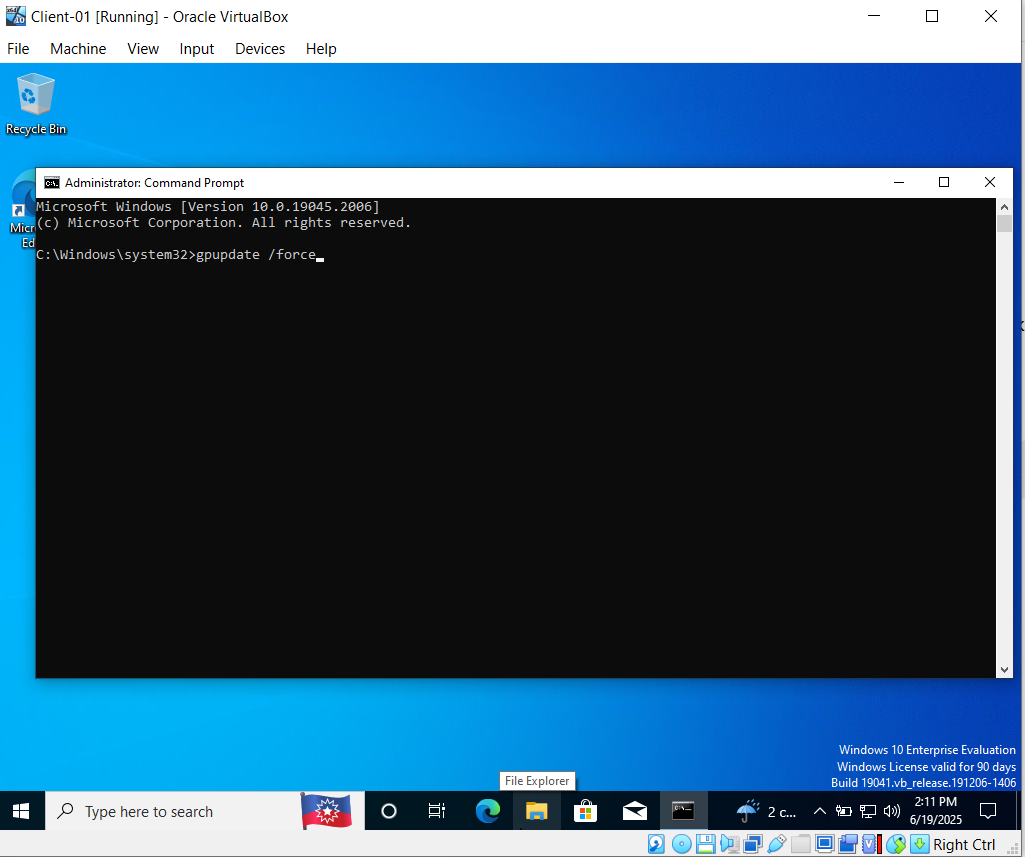 Client-01 [Running] - Oracle VirtualBox
File Machine View Input Devices Help
Recycle Bin
Administrator: Command Prompt
Microsoft Windows [Version 10.0.19045.2006]
(c) Microsoft Corporation. All rights reserved.
Micr
Ed
C:\Windows\system32>gpupdate /force
Windows 10 Enterprise Evaluation
Windows License valid for 90 days
Build 19041.vb_release.191206-1406
File Explorer
Type here to search
2 c...
2:11 PM
6/19/2025
Right Ctrl